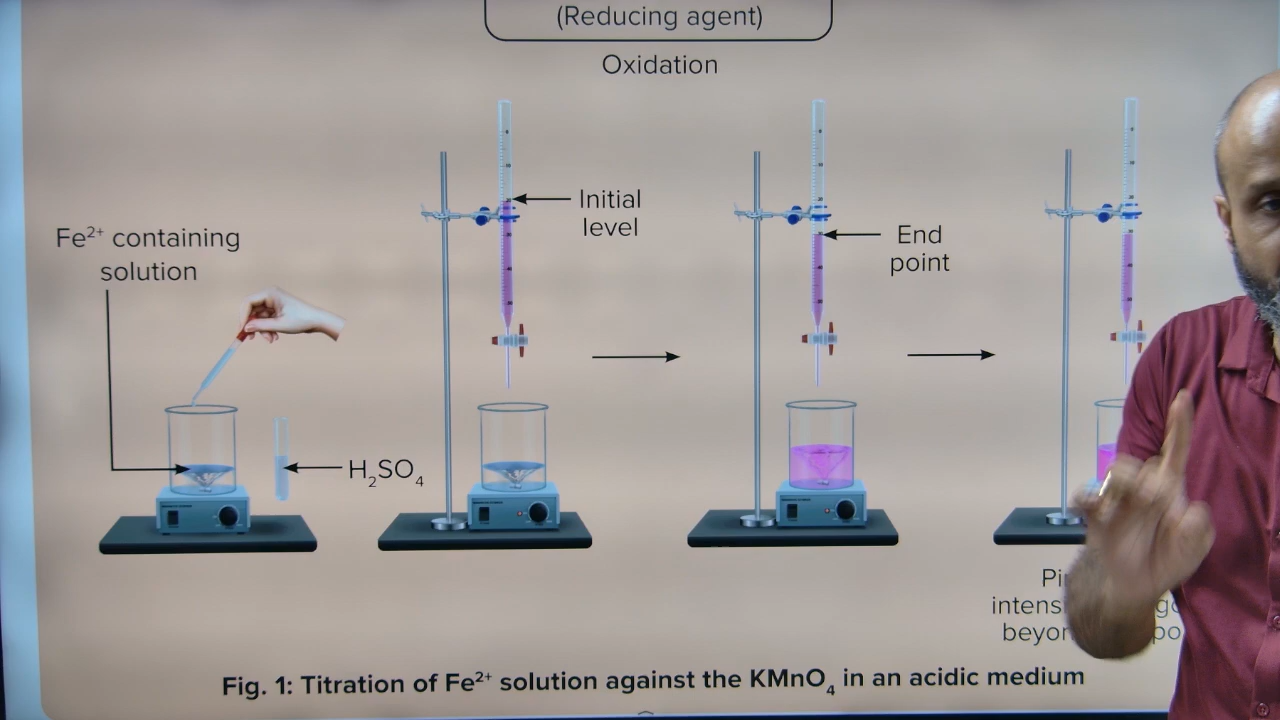 (Reducing agent)
Oxidation
Initial
level
End
point
Fe²⁺ containing
solution
H₂SO₄
Fig. 1: Titration of Fe²⁺ solution against the KMnO₄ in an acidic medium